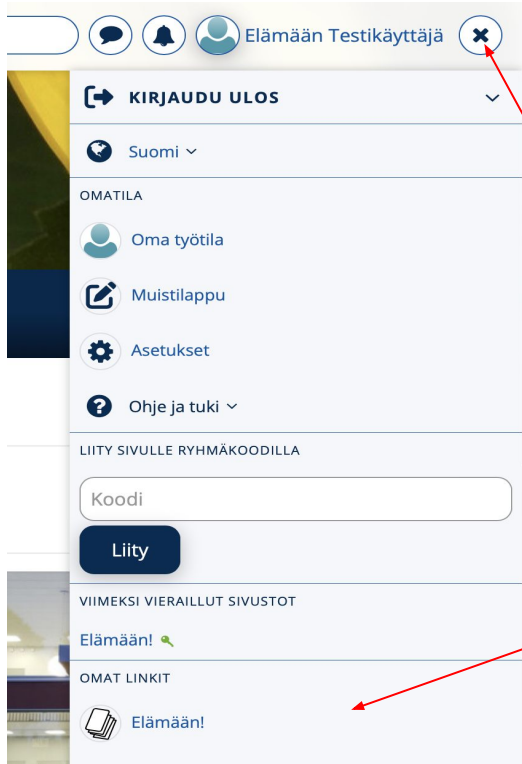 Elämään Testikäyttäjä
KIRJAUDU ULOS
Suomi
OMATILA
Oma työtila
Muistilappu
Asetukset
Ohje ja tuki
LIITY SIVULLE RYHMÄKOODILLA
Koodi
Liity
VIIMEKSI VIERAILLUT SIVUSTOT
Elämään!
OMAT LINKIT
Elämään!